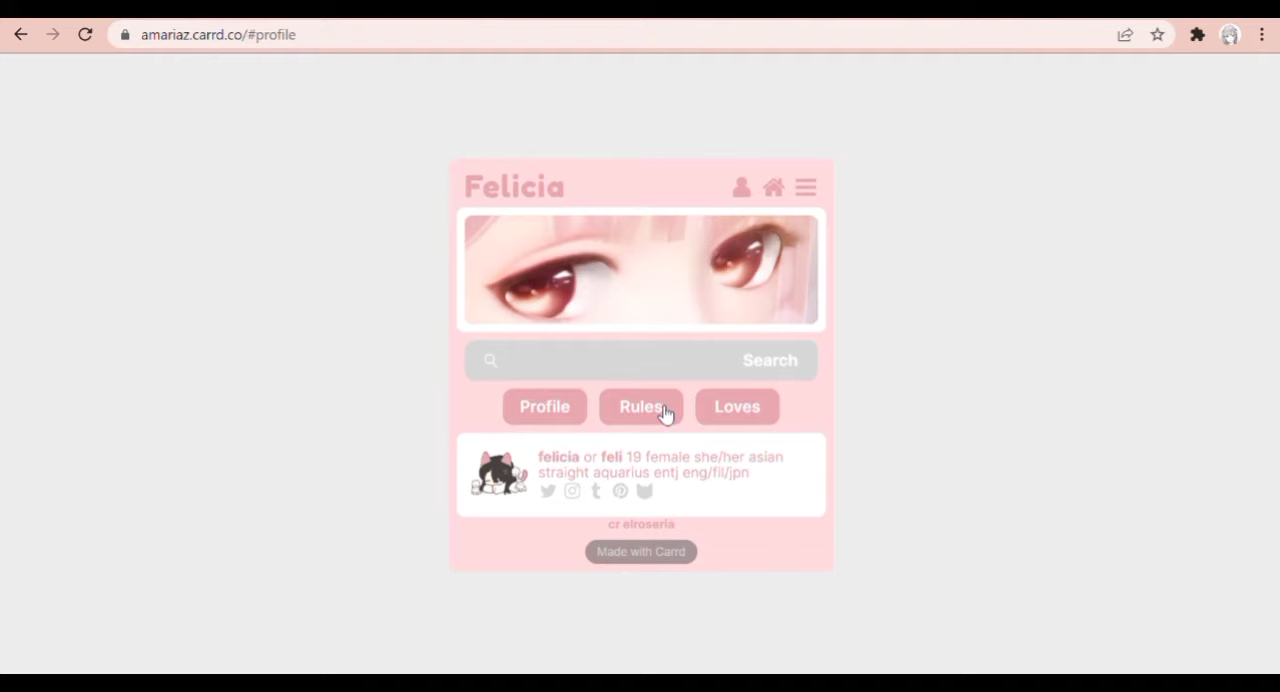 amariaz.carrd.co/#profile
Felicia
Search
Profile Rules Loves
felicia or feli 19 female she/her asian
straight aquarius entj eng/fil/jpn
cr elroseria
Made with Carrd